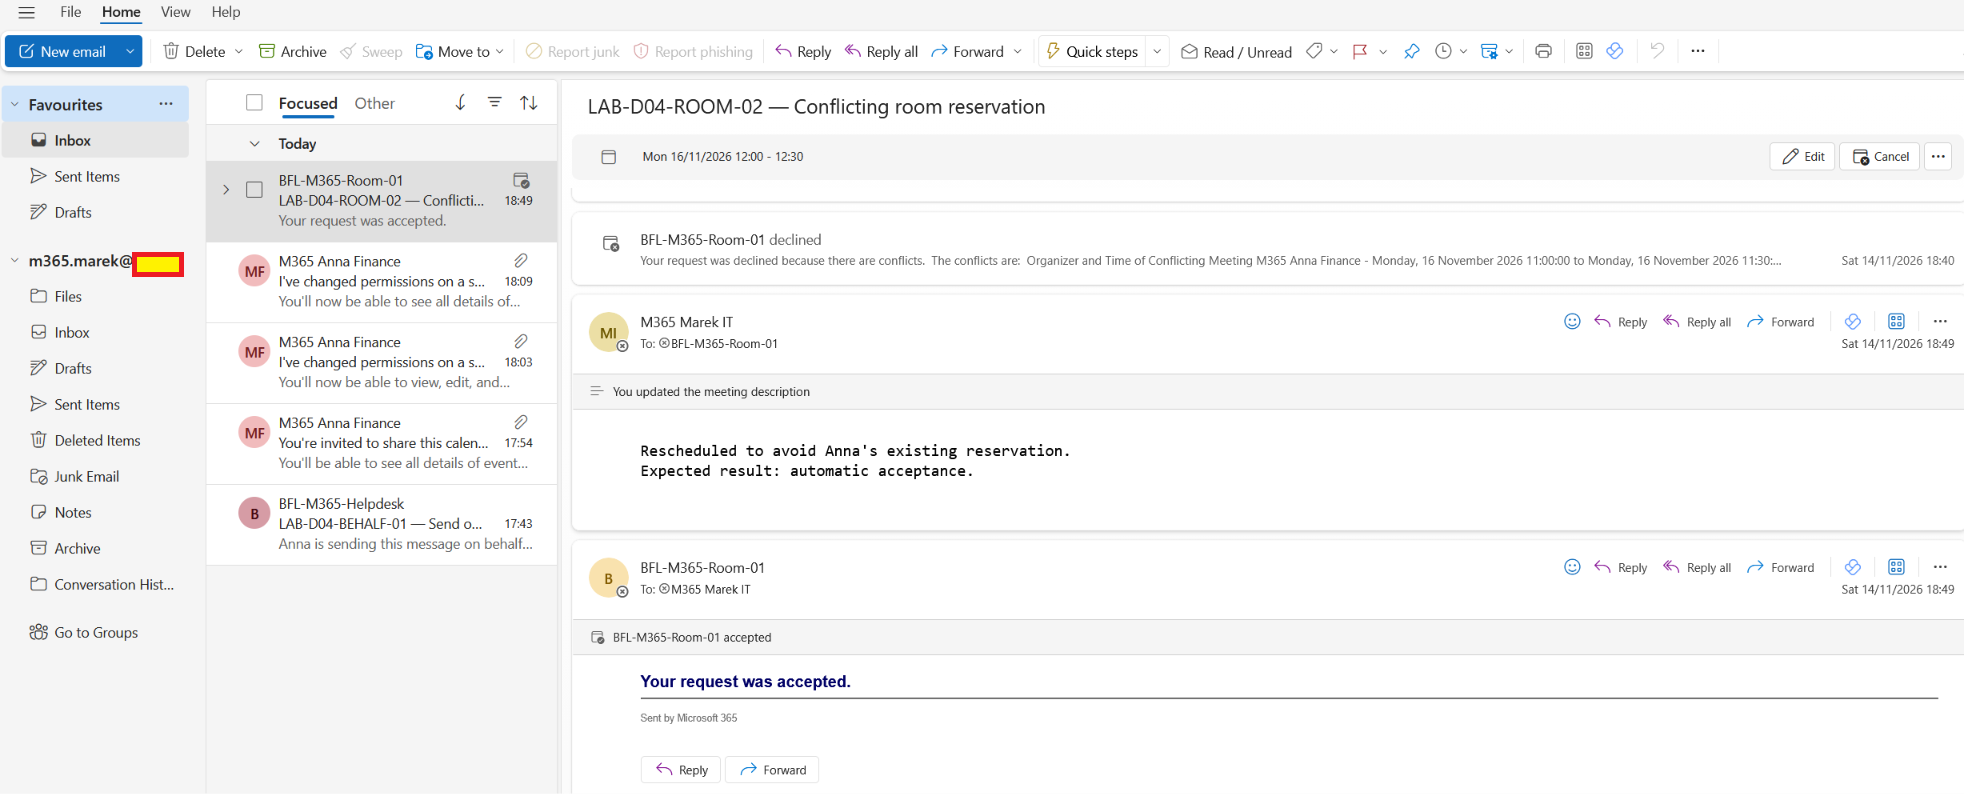 File Home View Help
New email Delete Archive Sweep Move to Report junk Report phishing Reply Reply all Forward Quick steps Read / Unread
Favourites
Inbox
Sent Items
Drafts
m365.marek@
Files
Inbox
Drafts
Sent Items
Deleted Items
Junk Email
Notes
Archive
Conversation Hist...
Go to Groups
Focused Other
Today
BFL-M365-Room-01
LAB-D04-ROOM-02 — Conflicti... 18:49
Your request was accepted.
MF
M365 Anna Finance
I've changed permissions on a s... 18:09
You'll now be able to see all details of...
MF
M365 Anna Finance
I've changed permissions on a s... 18:03
You'll now be able to view, edit, and...
MF
M365 Anna Finance
You're invited to share this calen... 17:54
You'll be able to see all details of event...
B
BFL-M365-Helpdesk
LAB-D04-BEHALF-01 — Send o... 17:43
Anna is sending this message on behalf...
LAB-D04-ROOM-02 — Conflicting room reservation
Mon 16/11/2026 12:00 - 12:30 Edit Cancel
BFL-M365-Room-01 declined
Your request was declined because there are conflicts. The conflicts are: Organizer and Time of Conflicting Meeting M365 Anna Finance - Monday, 16 November 2026 11:00:00 to Monday, 16 November 2026 11:30:... Sat 14/11/2026 18:40
MI
M365 Marek IT Reply Reply all Forward
To: BFL-M365-Room-01 Sat 14/11/2026 18:49
You updated the meeting description
Rescheduled to avoid Anna's existing reservation.
Expected result: automatic acceptance.
B
BFL-M365-Room-01 Reply Reply all Forward
To: M365 Marek IT Sat 14/11/2026 18:49
BFL-M365-Room-01 accepted
Your request was accepted.
Sent by Microsoft 365
Reply Forward